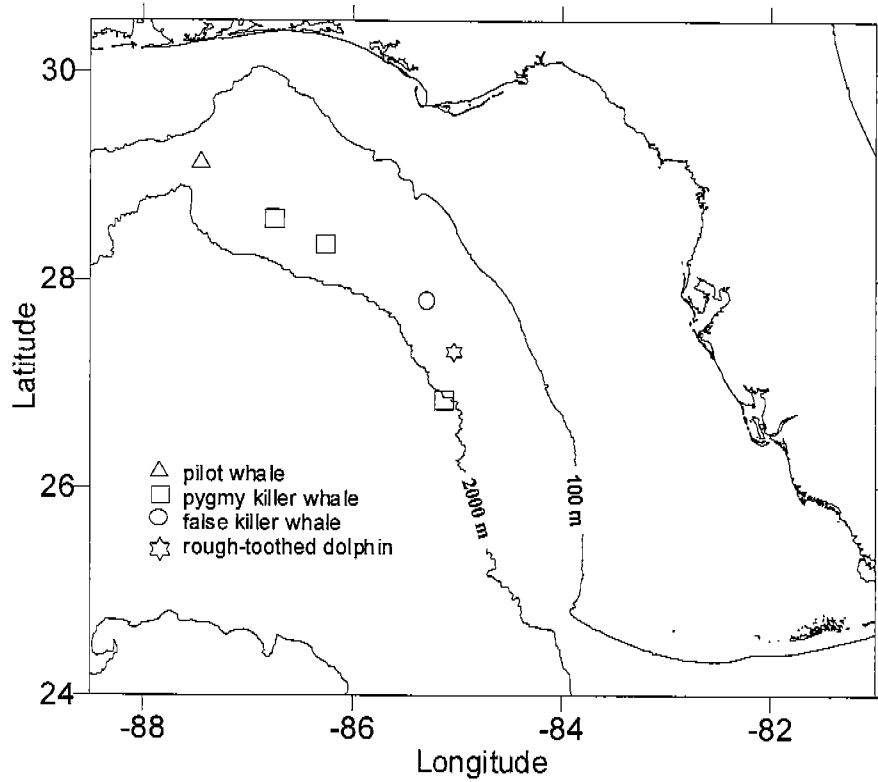 30
28
26
24
Latitude
pilot whale
pygmy killer whale
false killer whale
rough-toothed dolphin
2000 m
100 m
-88
-86
-84
-82
Longitude